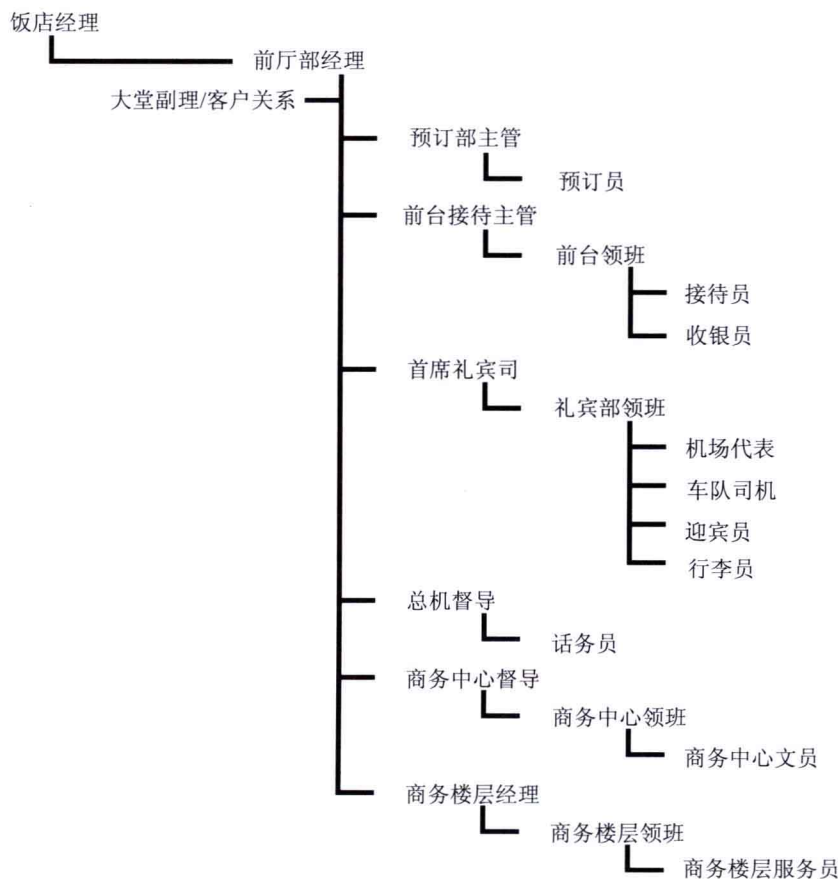 饭店经理
前厅部经理
大堂副理/客户关系
预订部主管
预订员
前台接待主管
前台领班
接待员
收银员
首席礼宾司
礼宾部领班
机场代表
车队司机
迎宾员
行李员
总机督导
话务员
商务中心督导
商务中心领班
商务中心文员
商务楼层经理
商务楼层领班
商务楼层服务员